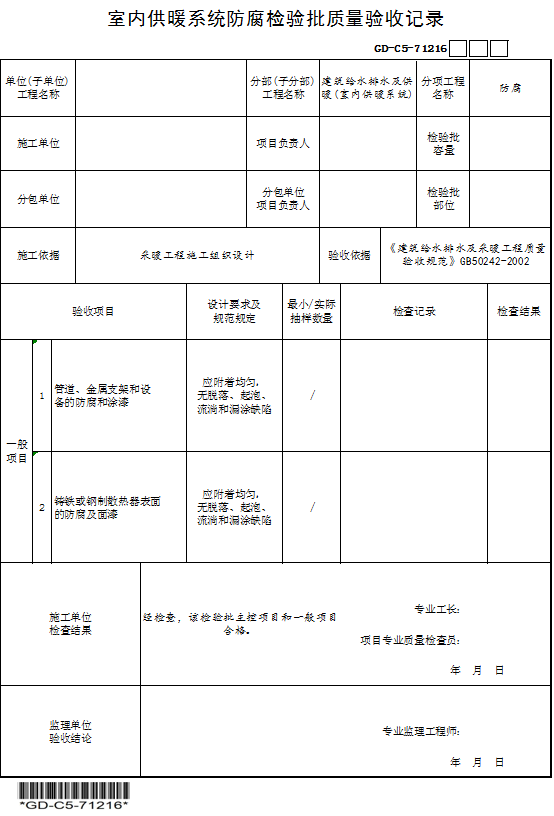 室内供暖系统防腐检验批质量验收记录
GD-C5-71216
单位(子单位)
工程名称
分部(子分部)
工程名称
建筑给水排水及供
暖(室内供暖系统)
分项工程
名称
防腐
施工单位
项目负责人
检验批
容量
分包单位
分包单位
项目负责人
检验批
部位
施工依据
采暖工程施工组织设计
验收依据
《建筑给水排水及采暖工程质量
验收规范》GB50242-2002
验收项目
设计要求及
规范规定
最小/实际
抽样数量
检查记录
检查结果
一般
项目
1
管道、金属支架和设
备的防腐和涂漆
应附着均匀,
无脱落、起泡、
流淌和漏涂缺陷
/
2
铸铁或钢制散热器表面
的防腐及面漆
应附着均匀,
无脱落、起泡、
流淌和漏涂缺陷
/
施工单位
检查结果
经检查，该检验批主控项目和一般项目
合格。
专业工长:
项目专业质量检查员:
年 月 日
监理单位
验收结论
专业监理工程师:
年 月 日
*GD-C5-71216*